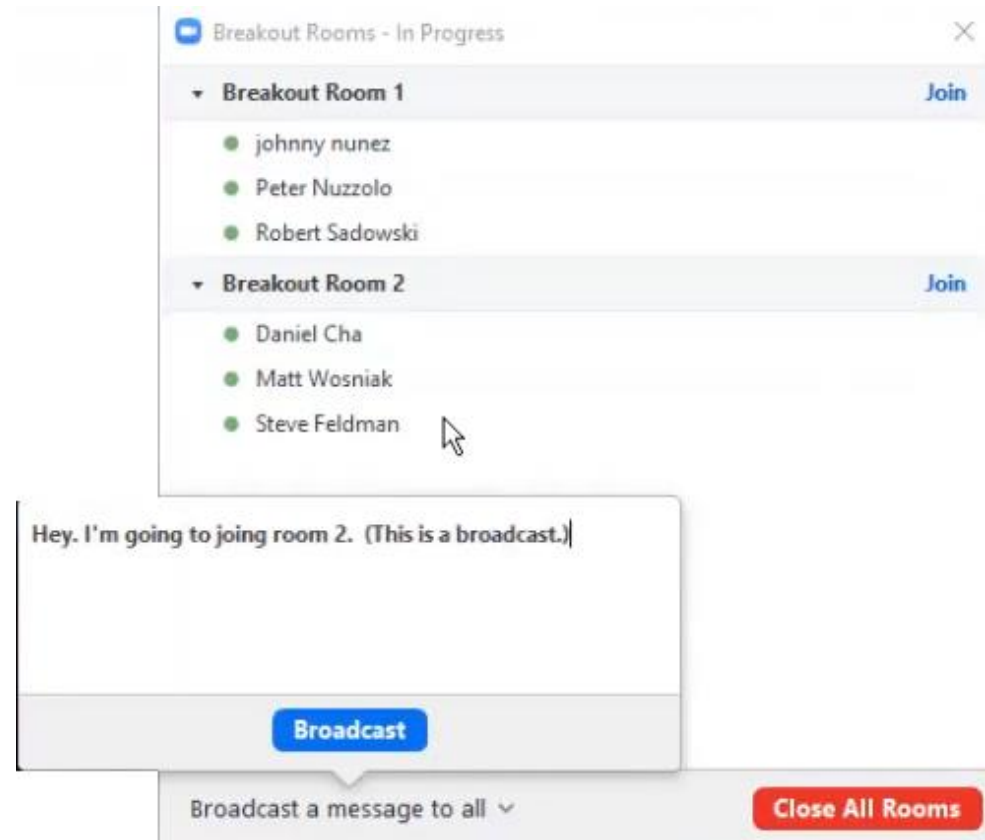 Breakout Rooms - In Progress
Breakout Room 1 Join
johnny nunez
Peter Nuzzolo
Robert Sadowski
Breakout Room 2 Join
Daniel Cha
Matt Wosniak
Steve Feldman
Hey. I'm going to joing room 2. (This is a broadcast.)
Broadcast
Broadcast a message to all Close All Rooms